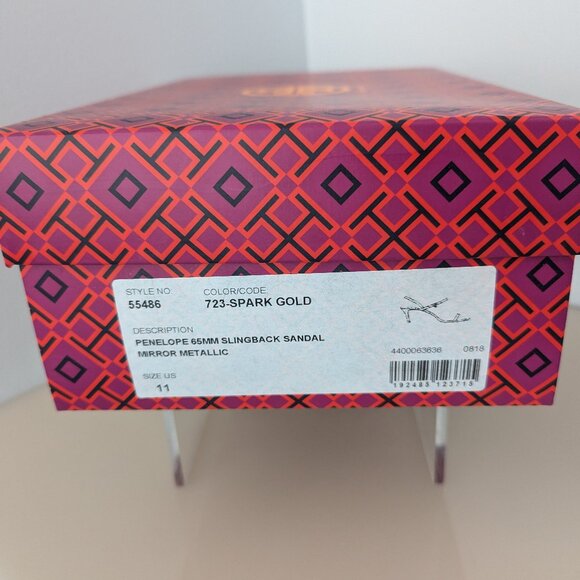 STYLE NO. COLOR/CODE
55486 723-SPARK GOLD
DESCRIPTION
PENELOPE 65MM SLINGBACK SANDAL
MIRROR METALLIC
SIZE US
11
4400063636 0818
192485 123715